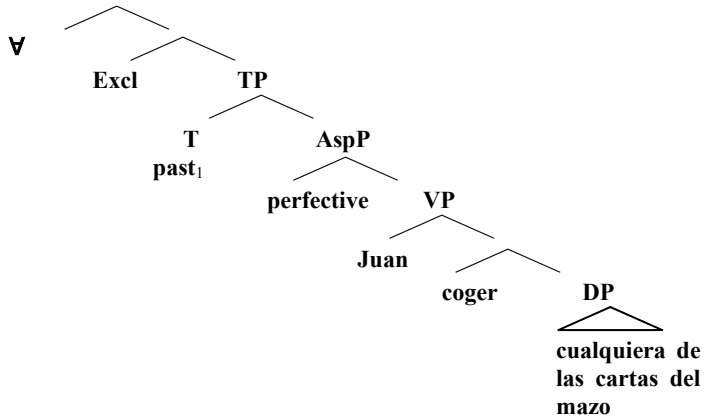 ∀
Excl TP
T AspP
past₁
perfective VP
Juan
coger DP
cualquiera de
las cartas del
mazo